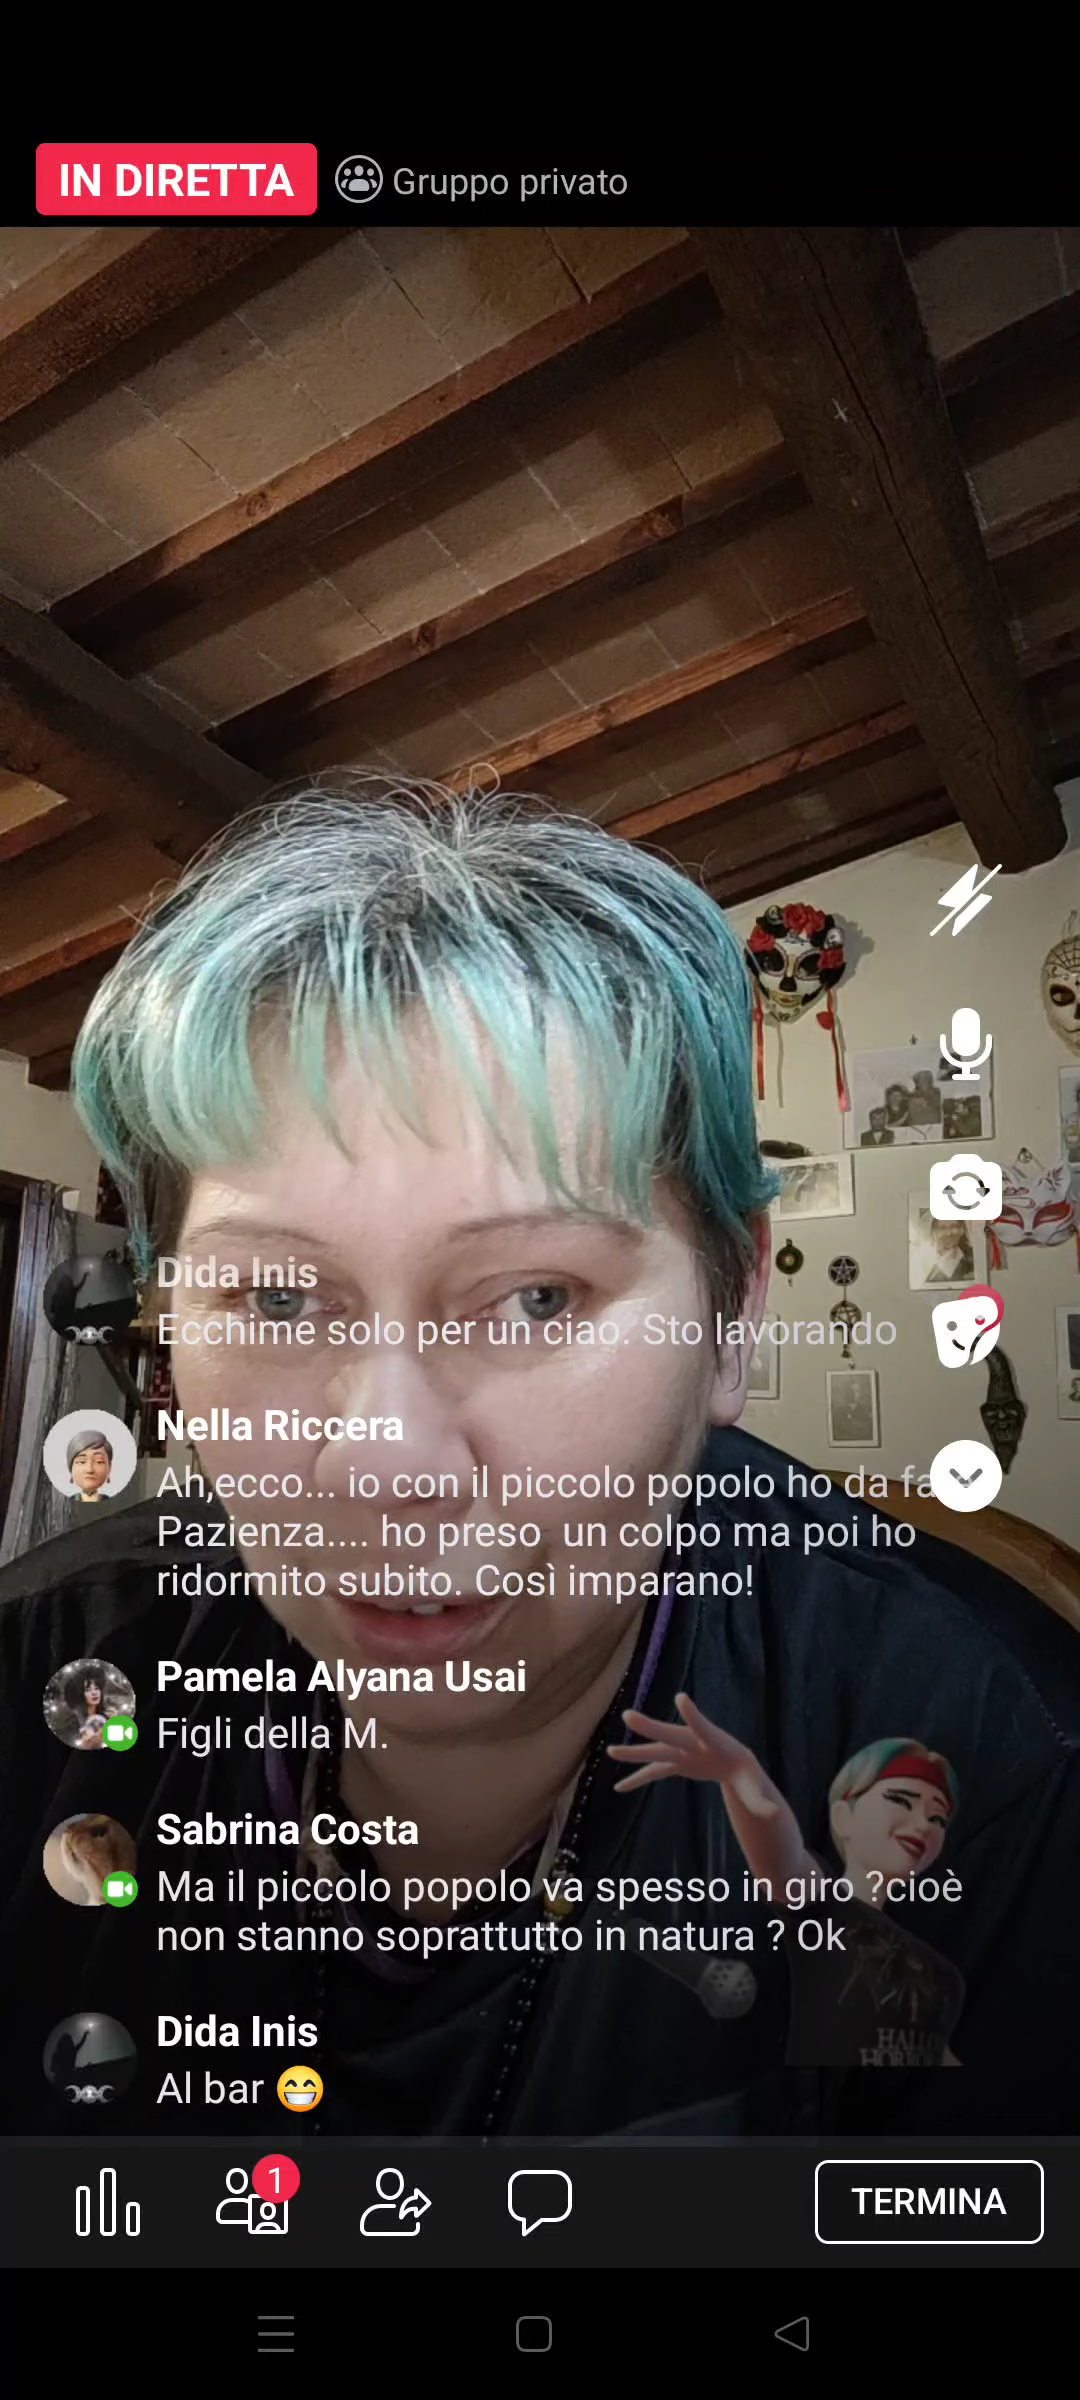 IN DIRETTA
Gruppo privato
Dida Inis
Ecchime solo per un ciao. Sto lavorando
Nella Riccera
Ah,ecco... io con il piccolo popolo ho da
Pazienza.... ho preso un colpo ma poi ho
ridormito subito. Così imparano!
Pamela Alyana Usai
Figli della M.
Sabrina Costa
Ma il piccolo popolo va spesso in giro ?cioè
non stanno soprattutto in natura ? Ok
Dida Inis
Al bar 😁
1
TERMINA